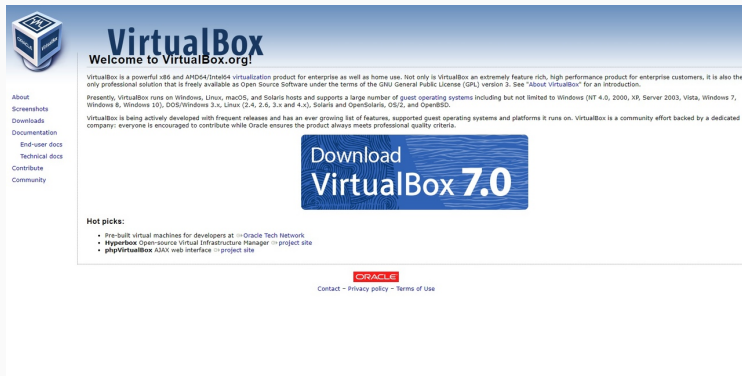 VirtualBox
Welcome to VirtualBox.org!
VirtualBox is a powerful x86 and AMD64/Intel64 virtualization product for enterprise as well as home use. Not only is VirtualBox an extremely feature rich, high performance product for enterprise customers, it is also the
only professional solution that is freely available as Open Source Software under the terms of the GNU General Public License (GPL) version 3. See "About VirtualBox" for an introduction.
About
Screenshots
Downloads
Documentation
End-user docs
Technical docs
Contribute
Community
Presently, VirtualBox runs on Windows, Linux, macOS, and Solaris hosts and supports a large number of guest operating systems including but not limited to Windows (NT 4.0, 2000, XP, Server 2003, Vista, Windows 7,
Windows 8, Windows 10), DOS/Windows 3.x, Linux (2.4, 2.6, 3.x and 4.x), Solaris and OpenSolaris, OS/2, and OpenBSD.
VirtualBox is being actively developed with frequent releases and has an ever growing list of features, supported guest operating systems and platforms it runs on. VirtualBox is a community effort backed by a dedicated
company: everyone is encouraged to contribute while Oracle ensures the product always meets professional quality criteria.
Download
VirtualBox 7.0
Hot picks:
• Pre-built virtual machines for developers at Oracle Tech Network
• Hyperbox Open-source Virtual Infrastructure Manager project site
• phpVirtualBox AJAX web interface project site
ORACLE
Contact – Privacy policy – Terms of Use